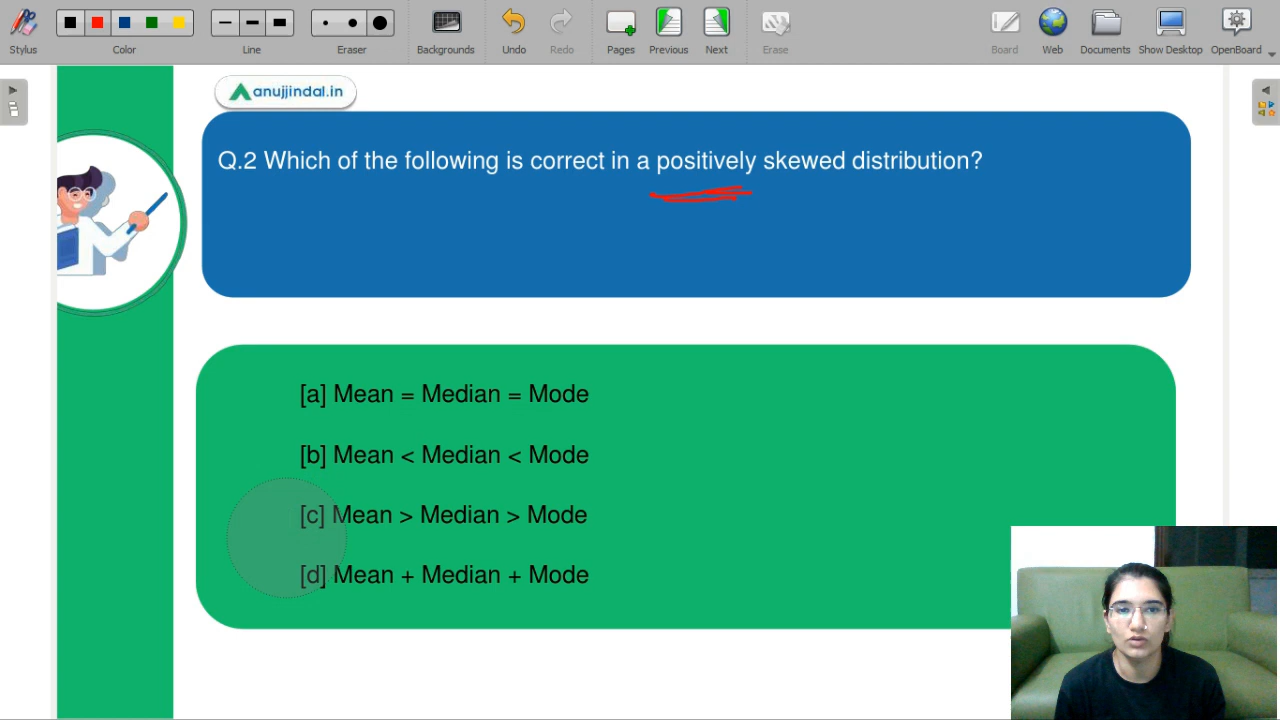 Stylus
Color
Line
Eraser
Backgrounds
Undo
Redo
Pages
Previous
Next
Erase
Board
Web
Documents
Show Desktop
OpenBoard
anujjindal.in
Q.2 Which of the following is correct in a positively skewed distribution?
[a] Mean = Median = Mode
[b] Mean < Median < Mode
[c] Mean > Median > Mode
[d] Mean + Median + Mode